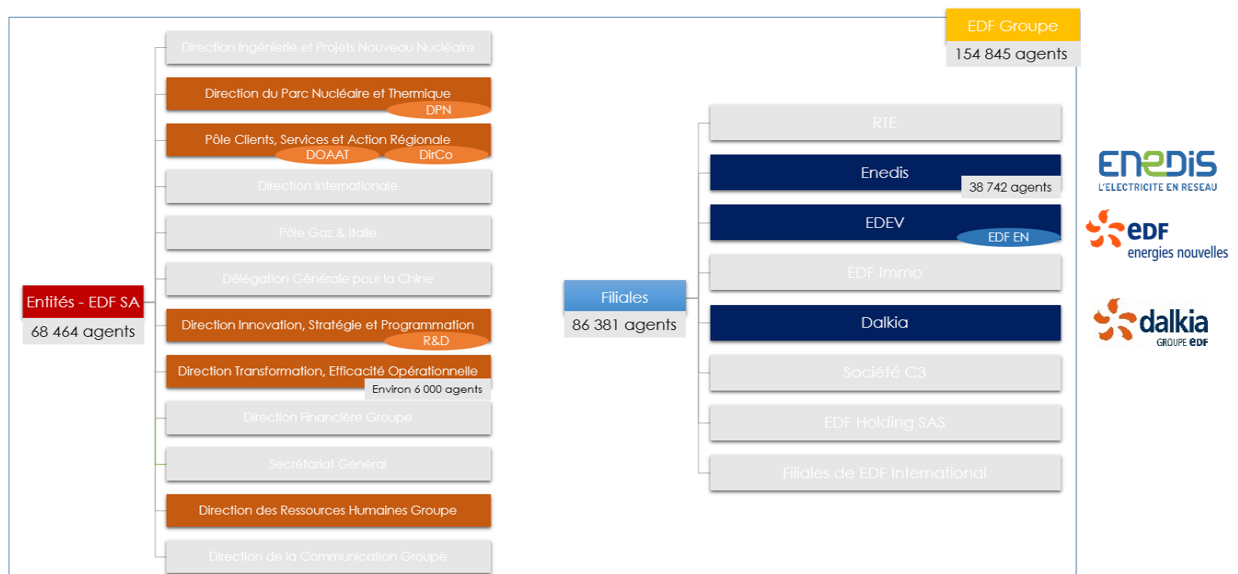 EDF Groupe
154 845 agents
Entités - EDF SA
68 464 agents
Direction Ingénierie et Projets Nouveau Nucléaire
Direction du Parc Nucléaire et Thermique
DPN
Pôle Clients, Services et Action Régionale
DOAAT
DirCo
Direction Internationale
Pôle Gaz & Italie
Délégation Générale pour la Chine
Direction Innovation, Stratégie et Programmation
R&D
Direction Transformation, Efficacité Opérationnelle
Environ 6 000 agents
Direction Financière Groupe
Secrétariat Général
Direction des Ressources Humaines Groupe
Direction de la Communication Groupe
Filiales
86 381 agents
RTE
Enedis
38 742 agents
EDEV
EDF EN
EDF Immo
Dalkia
Société C3
EDF Holding SAS
Filiales de EDF International
ENEDIS
L'ELECTRICITE EN RESEAU
eDF
energies nouvelles
dalkia
GROUPE eDF